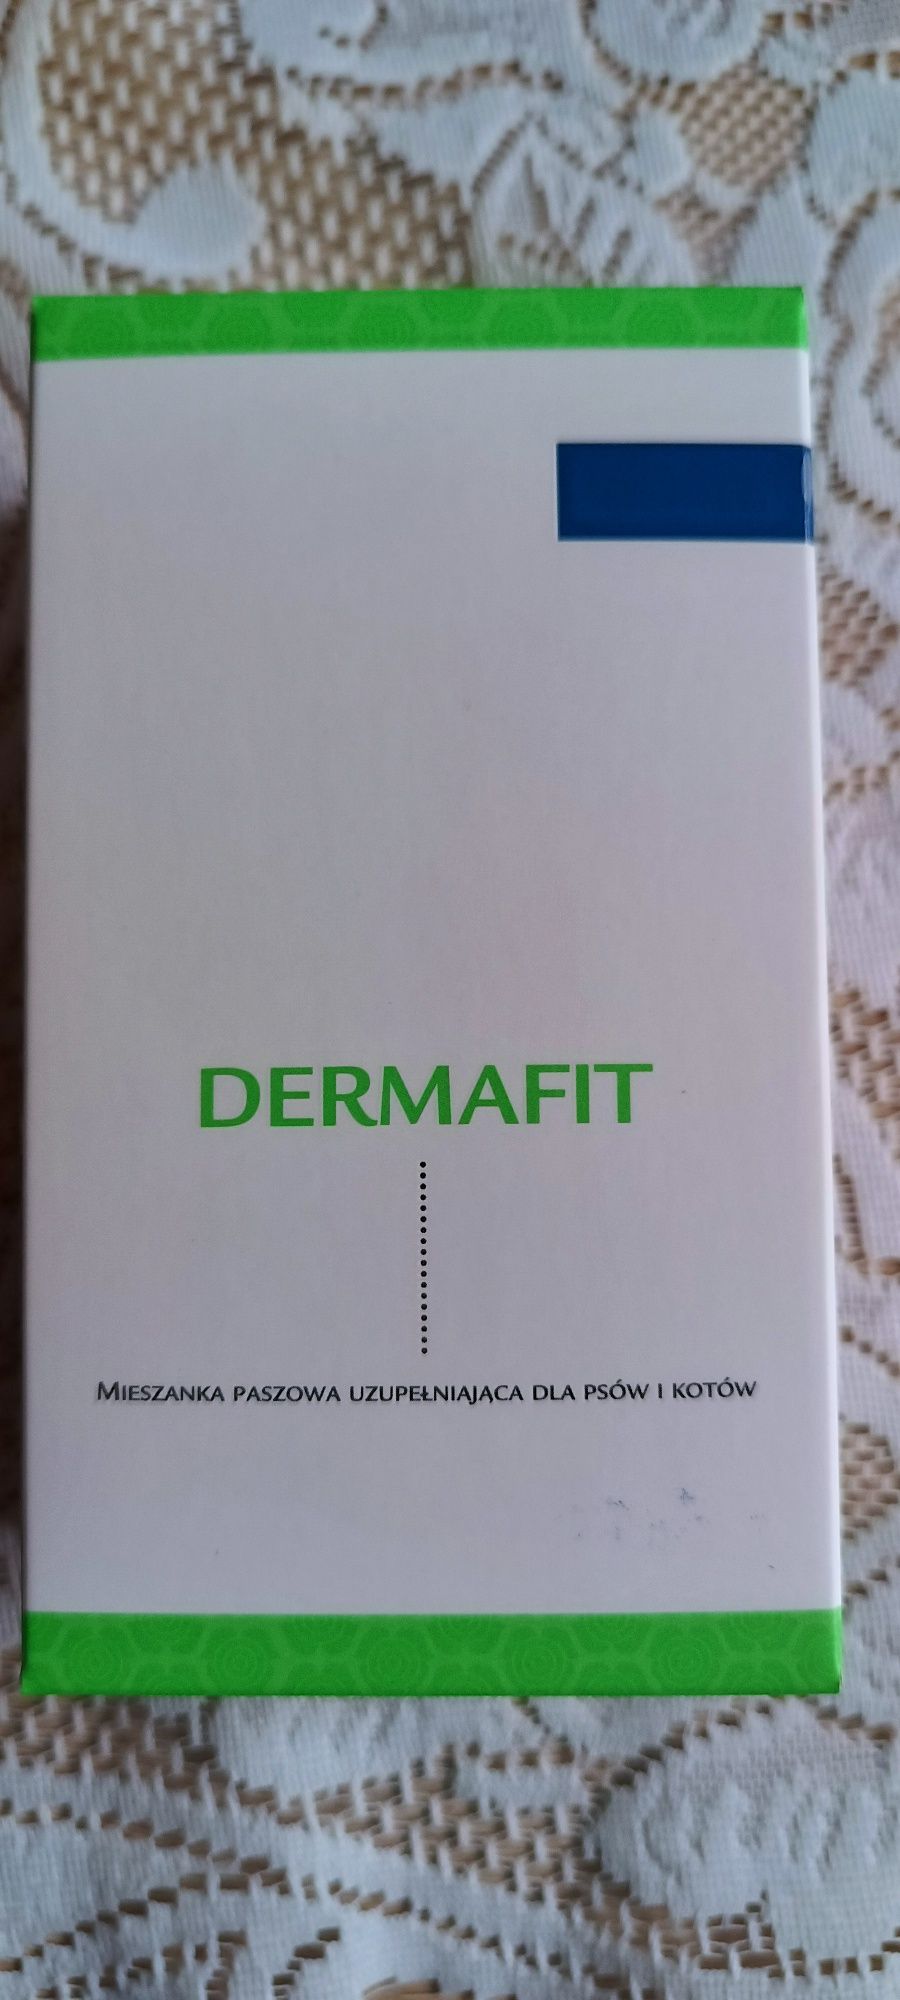 DERMAFIT
Mieszanka paszowa uzupełniająca dla psów i kotów